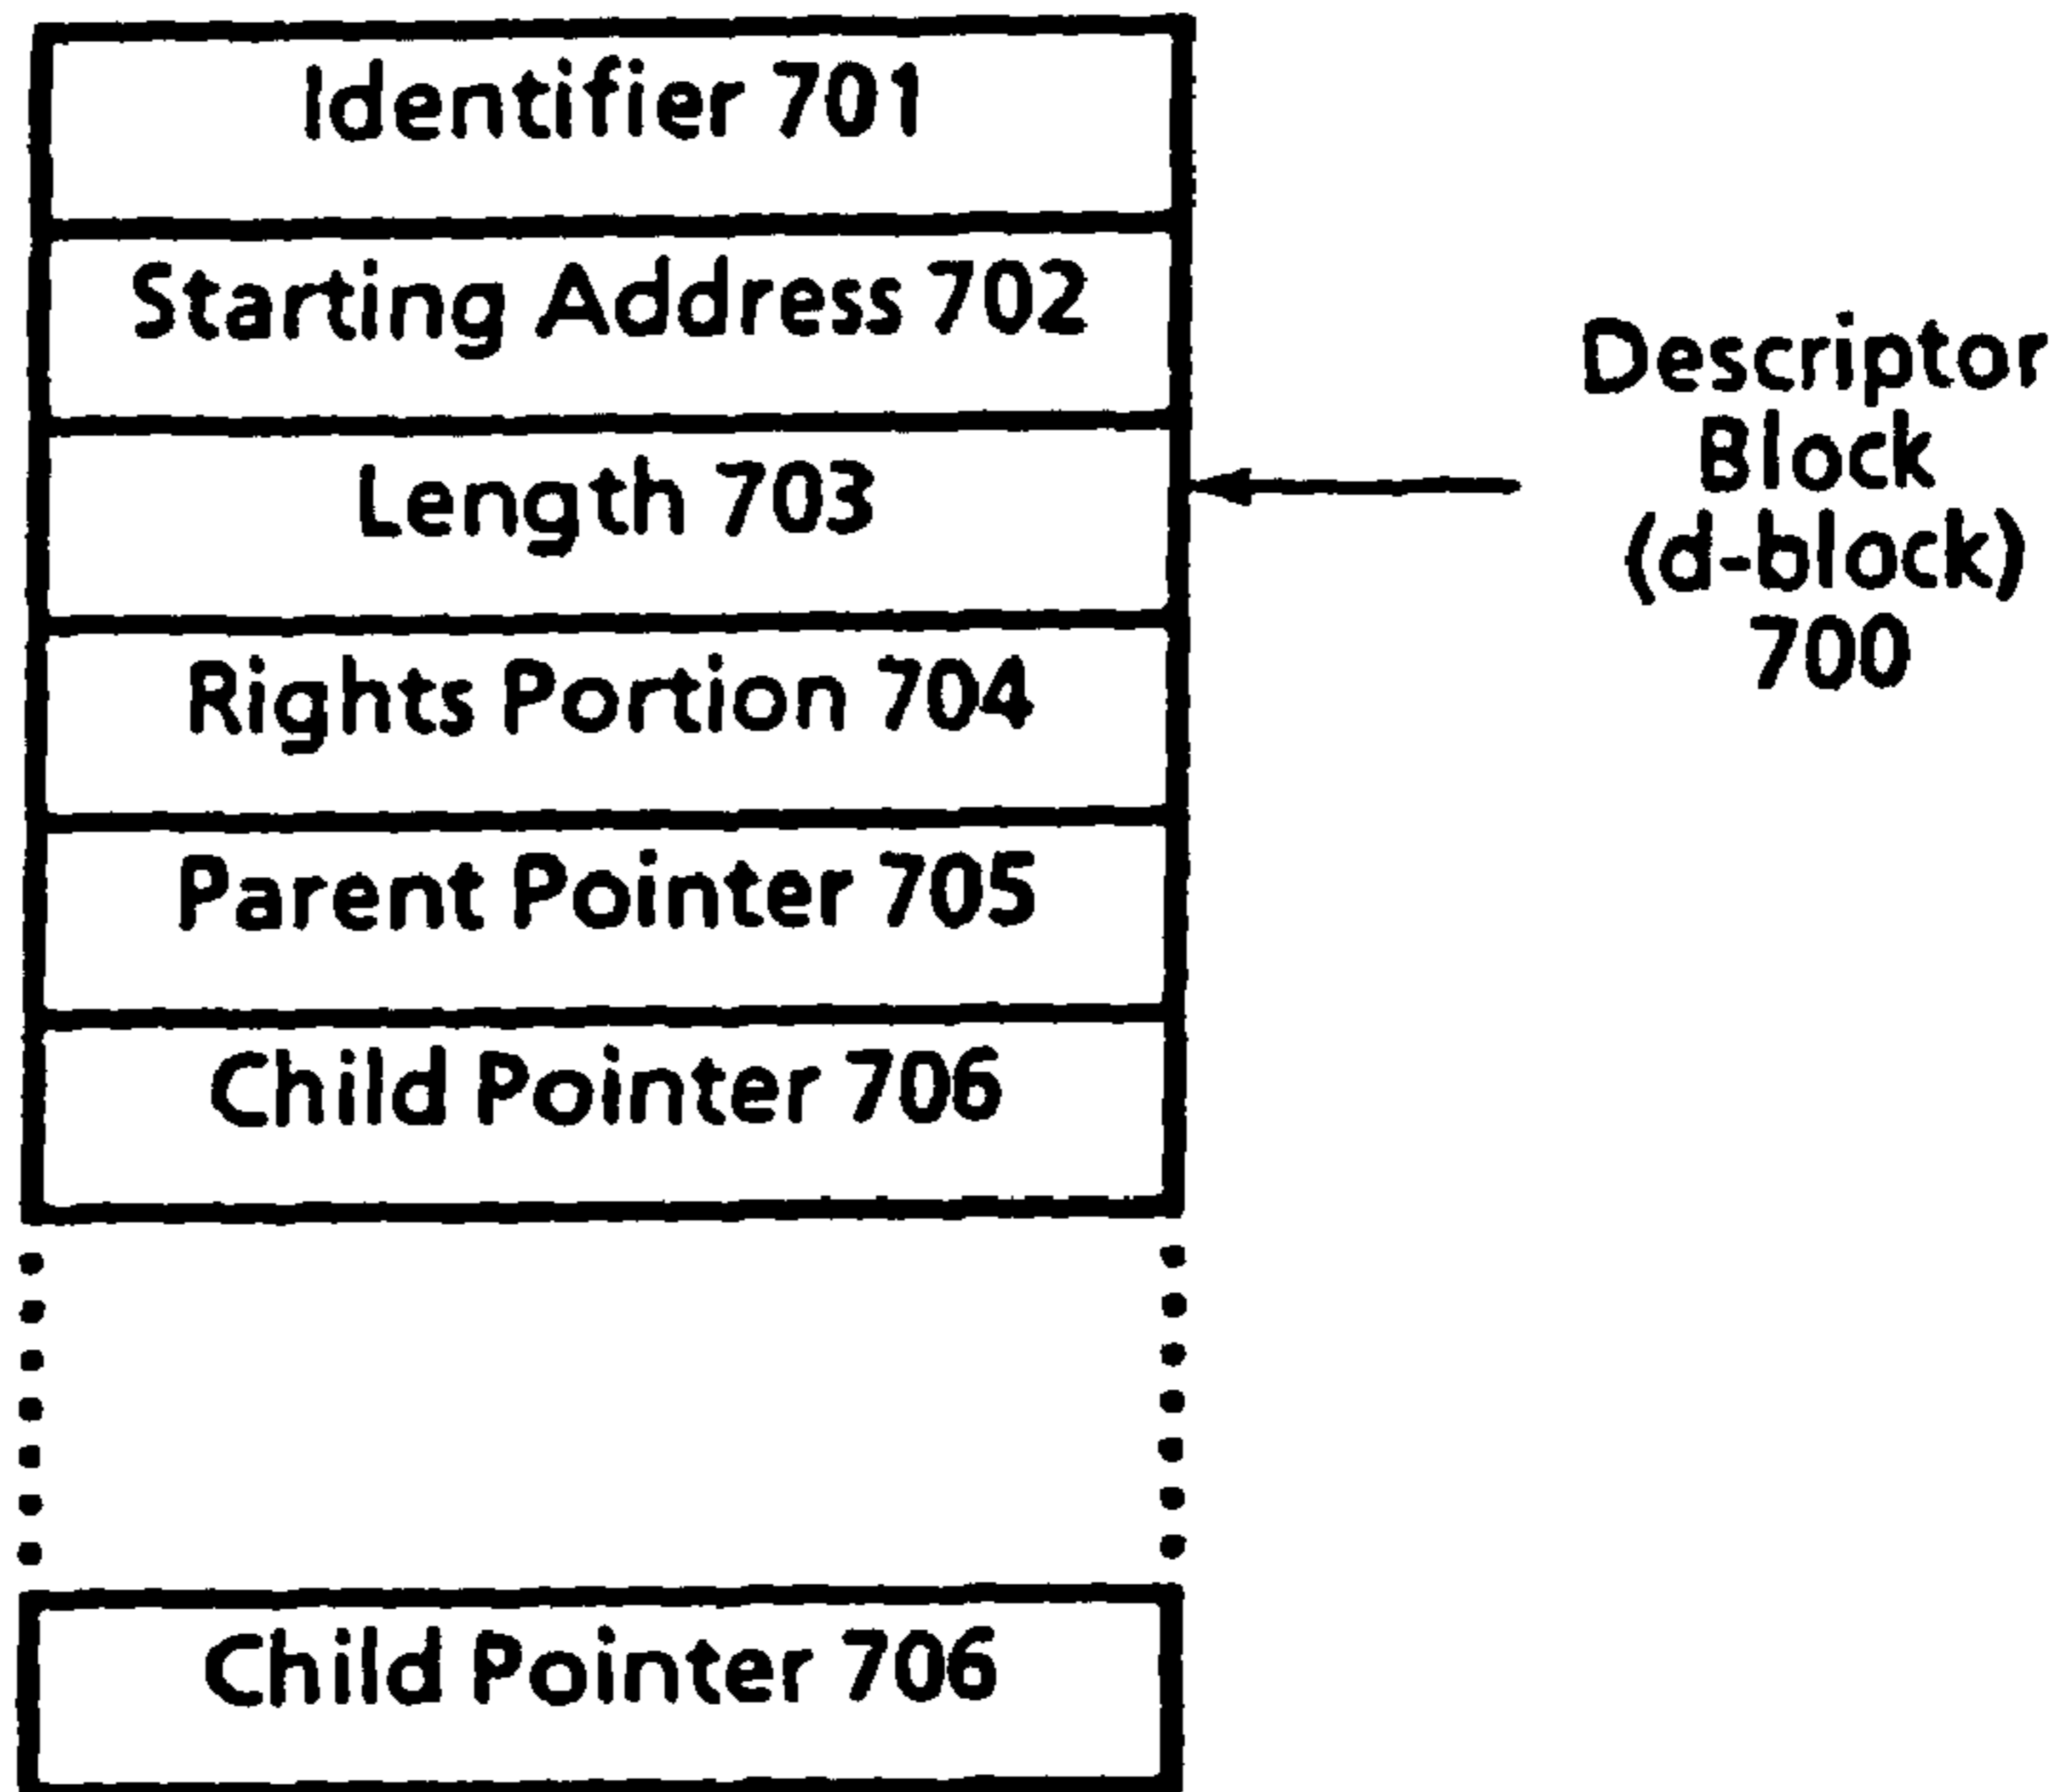 Identifier 701
Starting Address 702
Length 703
Rights Portion 704
Parent Pointer 705
Child Pointer 706
Child Pointer 706
Descriptor
Block
(d-block)
700